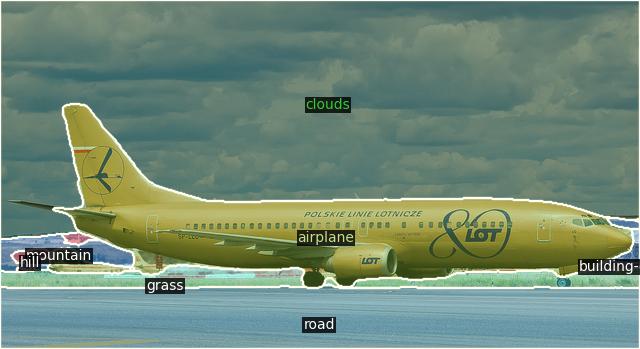 clouds
POLSKIE LINIE LOTNICZE
80
LOT
airplane
LOT
mountain
hill
building-
grass
road